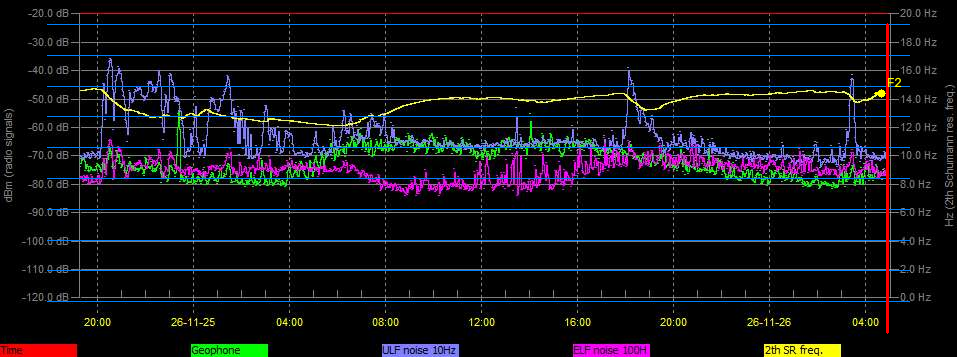 -20.0 dB 20.0 Hz
-30.0 dB 18.0 Hz
-40.0 dB 16.0 Hz
-50.0 dB 14.0 Hz
-60.0 dB 12.0 Hz
-70.0 dB 10.0 Hz
-80.0 dB 8.0 Hz
-90.0 dB 6.0 Hz
-100.0 dB 4.0 Hz
-110.0 dB 2.0 Hz
-120.0 dB 0.0 Hz
dBm (radio signals)
Hz (2th Schumann res. freq.)
F2
20:00 26-11-25 04:00 08:00 12:00 16:00 20:00 26-11-26 04:00
Time Geophone ULF noise 10Hz ELF noise 100H 2th SR freq.